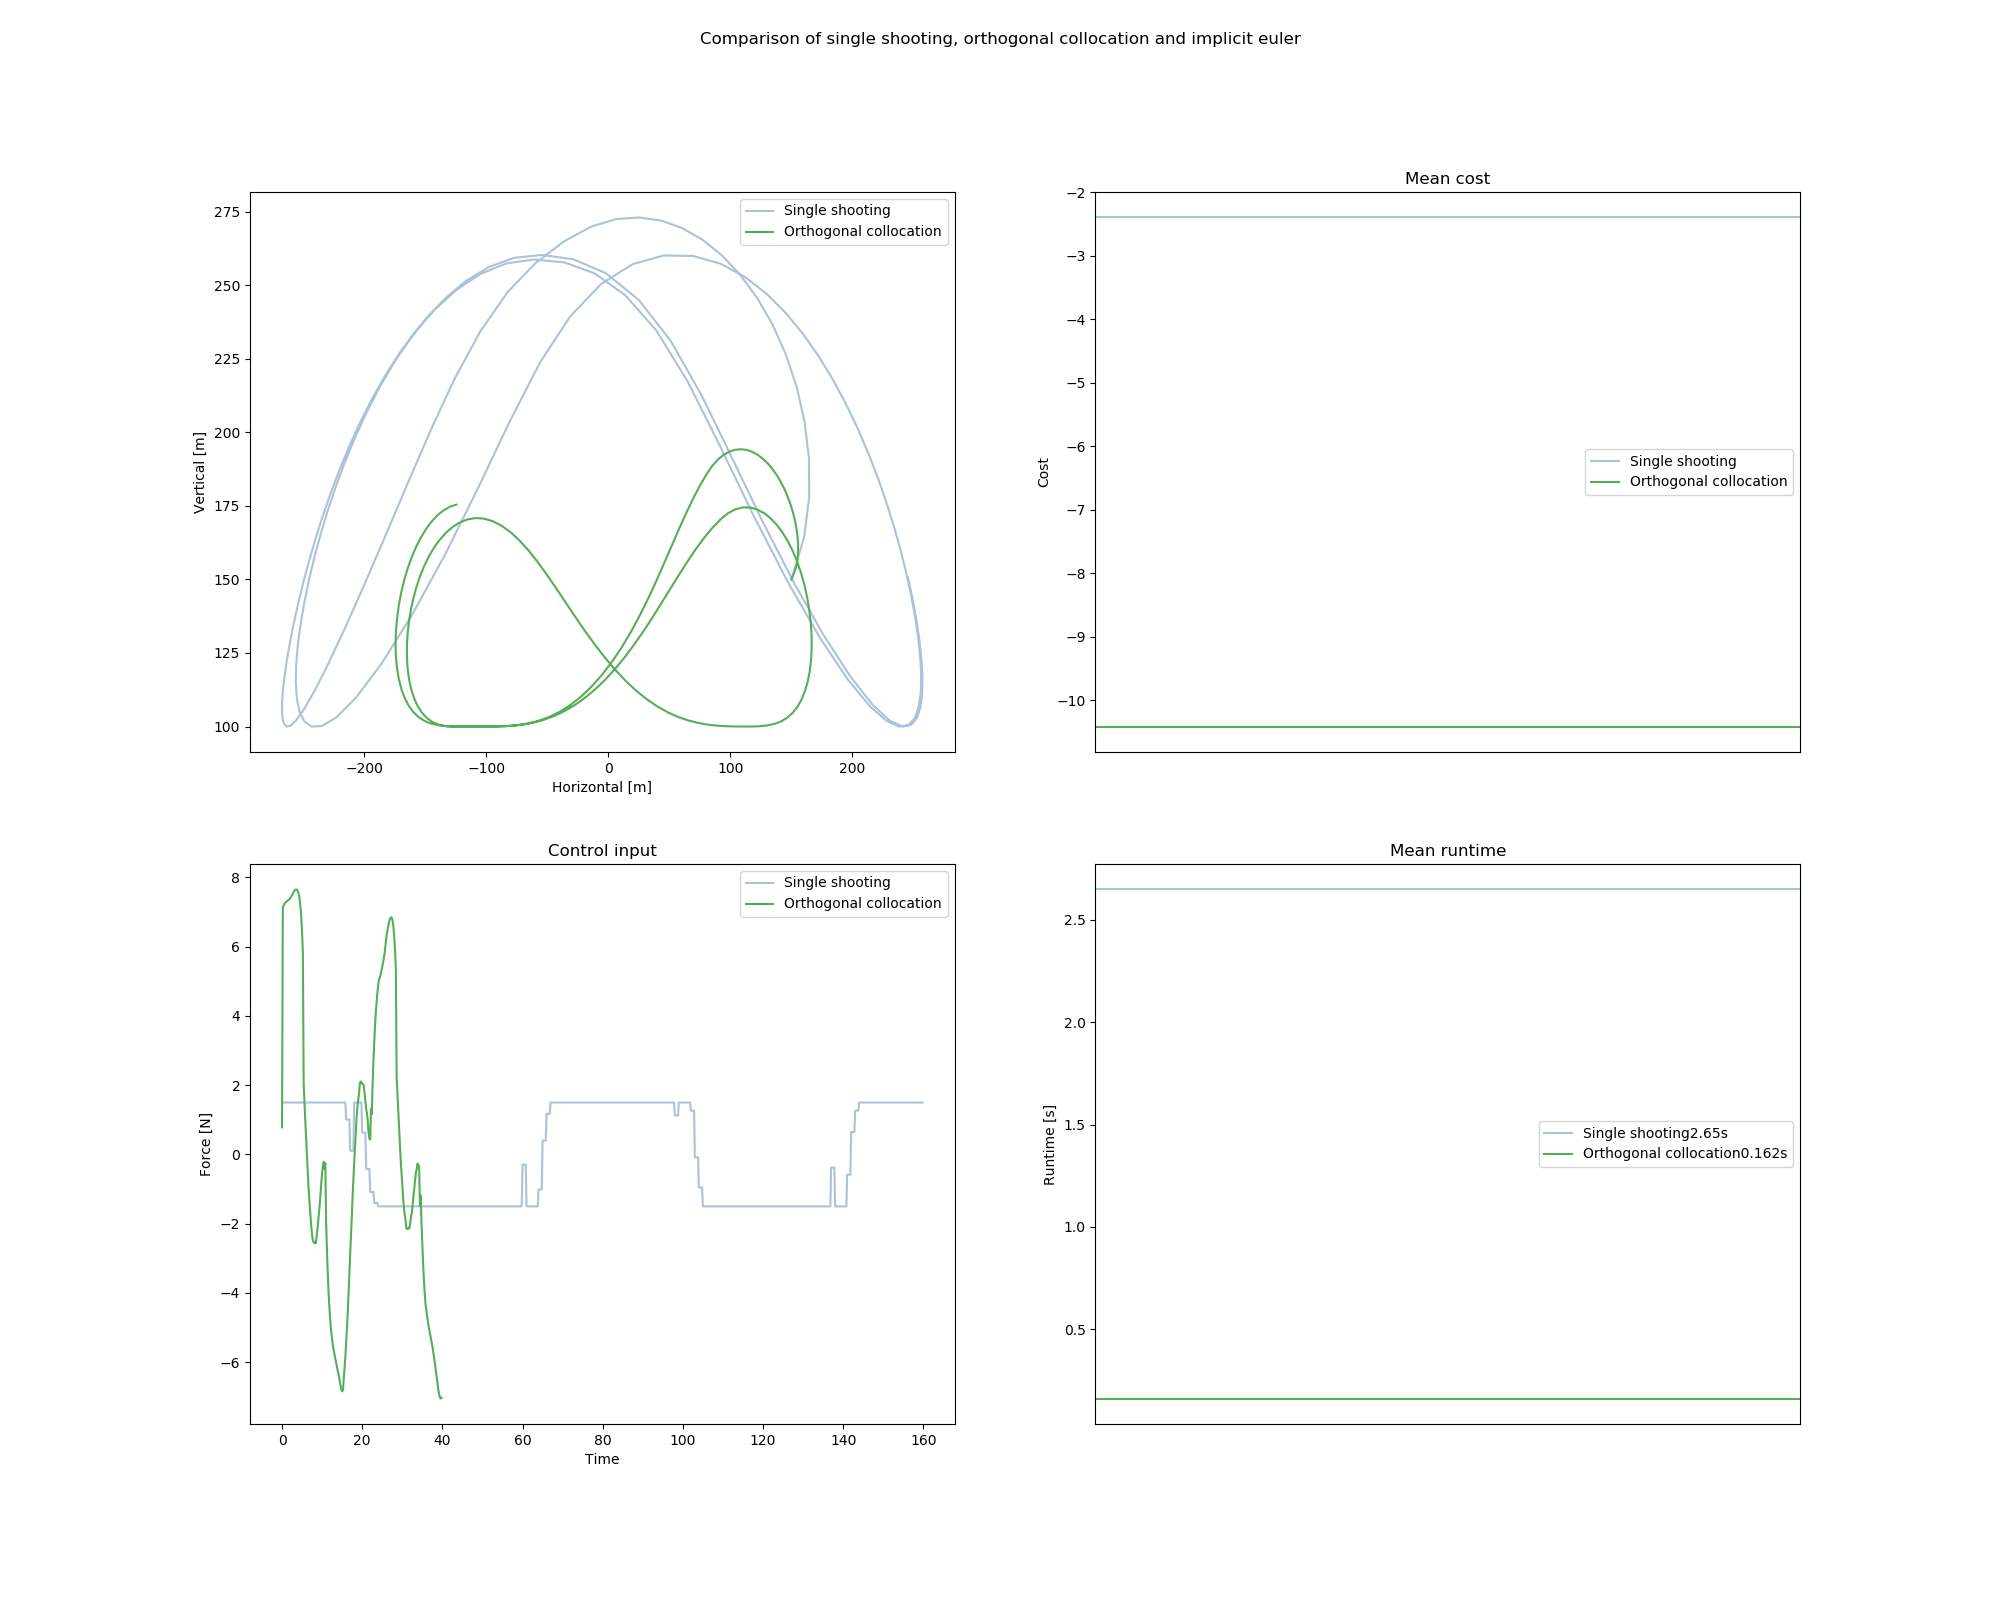 Comparison of single shooting, orthogonal collocation and implicit euler
275
250
225
200
175
150
125
100
Vertical [m]
−200
−100
0
100
200
Horizontal [m]
Single shooting
Orthogonal collocation
Mean cost
−2
−3
−4
−5
−6
−7
−8
−9
−10
Cost
Single shooting
Orthogonal collocation
Control input
8
6
4
2
0
−2
−4
−6
Force [N]
0
20
40
60
80
100
120
140
160
Time
Single shooting
Orthogonal collocation
Mean runtime
2.5
2.0
1.5
1.0
0.5
Runtime [s]
Single shooting2.65s
Orthogonal collocation0.162s